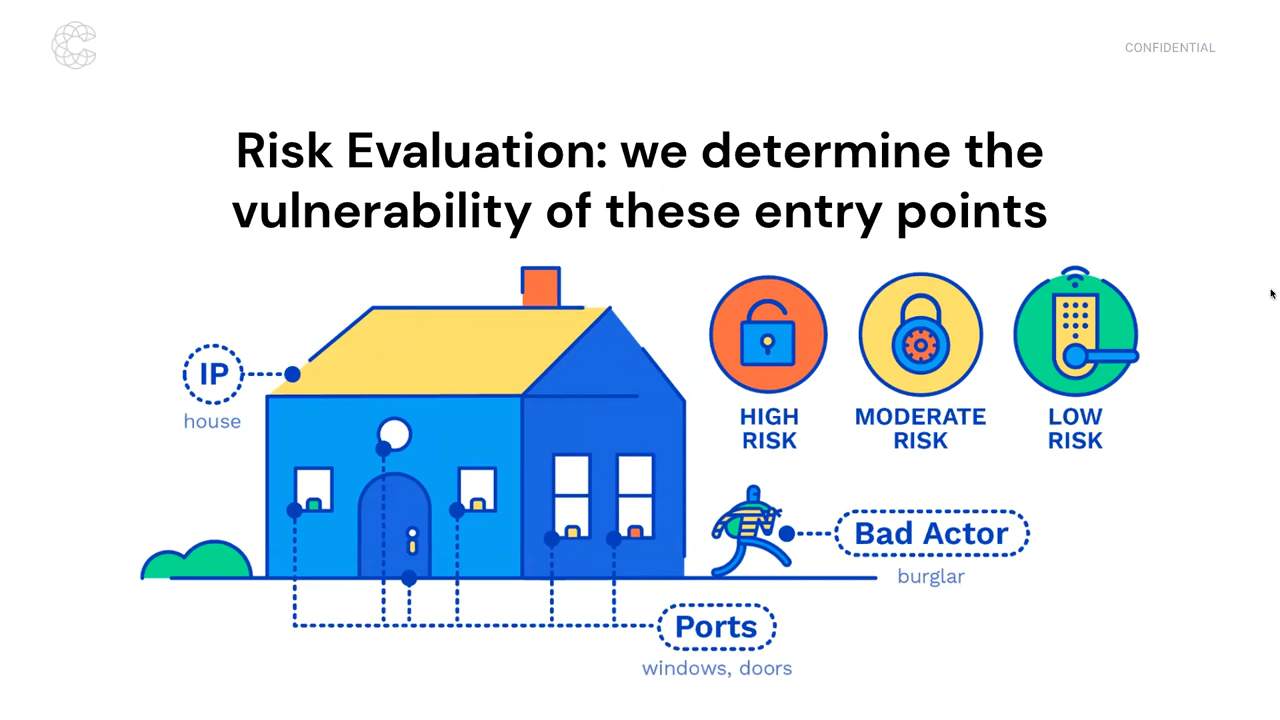 CONFIDENTIAL
Risk Evaluation: we determine the
vulnerability of these entry points
IP
house
HIGH
RISK
MODERATE
RISK
LOW
RISK
Bad Actor
burglar
Ports
windows, doors